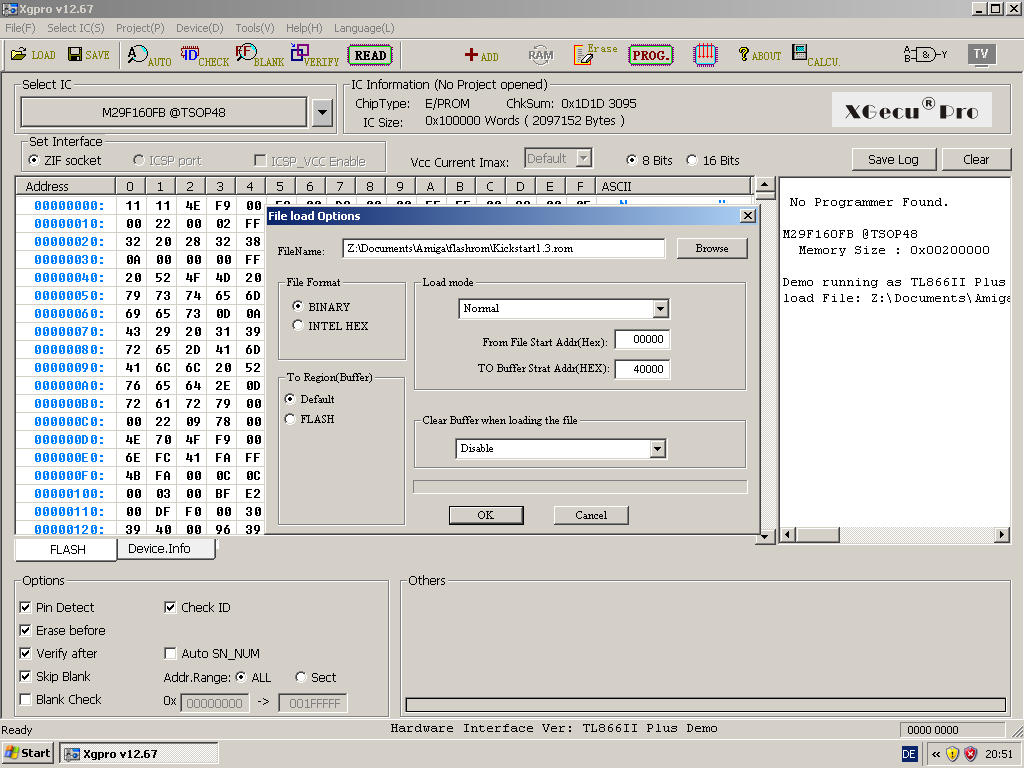 Xgpro v12.67
File(F) Select IC(S) Project(P) Device(D) Tools(V) Help(H) Language(L)
LOAD SAVE AUTO CHECK BLANK VERIFY READ ADD RAM Erase PROG. ABOUT CALCU. TV
Select IC
M29F160FB @TSOP48
IC Information (No Project opened)
ChipType: E/PROM ChkSum: 0x1D1D 3095
IC Size: 0x100000 Words ( 2097152 Bytes )
XGecu® Pro
Set Interface
ZIF socket ICSP port ICSP_VCC Enable
Vcc Current Imax: Default 8 Bits 16 Bits Save Log Clear
Address 0 1 2 3 4 5 6 7 8 9 A B C D E F ASCII
00000000: 11 11 4E F9 00
00000010: 00 22 00 02 FF
00000020: 32 20 28 32 38
00000030: 0A 00 00 00 FF
00000040: 20 52 4F 4D 20
00000050: 79 73 74 65 6D
00000060: 69 65 73 0D 0A
00000070: 43 29 20 31 39
00000080: 72 65 2D 41 6D
00000090: 41 6C 6C 20 52
000000A0: 76 65 64 2E 0D
000000B0: 72 61 72 79 00
000000C0: 00 22 09 78 00
000000D0: 4E 70 4F F9 00
000000E0: 6E FC 41 FA FF
000000F0: 4B FA 00 0C 0C
00000100: 00 03 00 BF E2
00000110: 00 DF F0 00 30
00000120: 39 40 00 96 39
File load Options
FileName: Z:\Documents\Amiga\flashrom\Kickstart1.3.rom Browse
File Format
BINARY
INTEL HEX
To Region(Buffer)
Default
FLASH
Load mode
Normal
From File Start Addr(Hex): 00000
TO Buffer Strat Addr(HEX): 40000
Clear Buffer when loading the file
Disable
OK Cancel
No Programmer Found.
M29F160FB @TSOP48
Memory Size : 0x00200000
Demo running as TL866II Plus
load File: Z:\Documents\Amiga
FLASH Device.Info
Options
Pin Detect Check ID
Erase before
Verify after Auto SN_NUM
Skip Blank Addr.Range: ALL Sect
Blank Check 0x 00000000 -> 001FFFFF
Others
Ready Hardware Interface Ver: TL866II Plus Demo 0000 0000
Start Xgpro v12.67 DE « 20:51